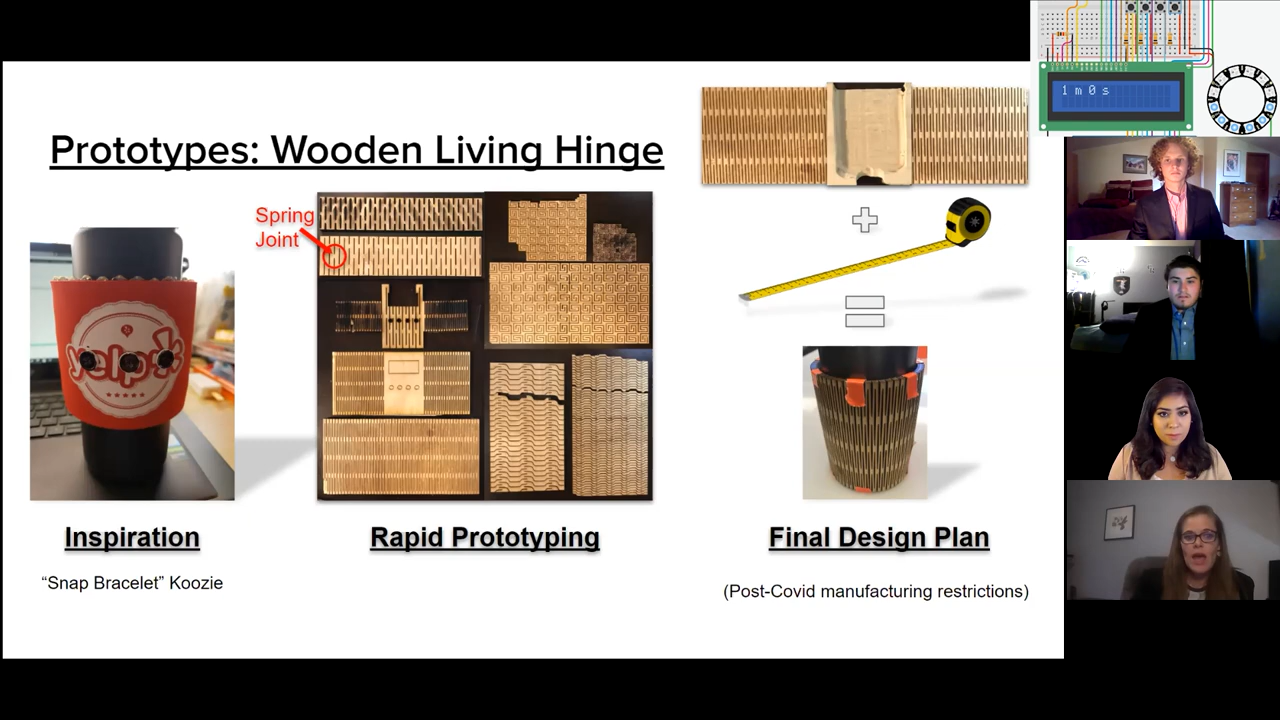 Prototypes: Wooden Living Hinge
Spring
Joint
yelp
Inspiration
Rapid Prototyping
Final Design Plan
“Snap Bracelet” Koozie
(Post-Covid manufacturing restrictions)
1 m 0 s